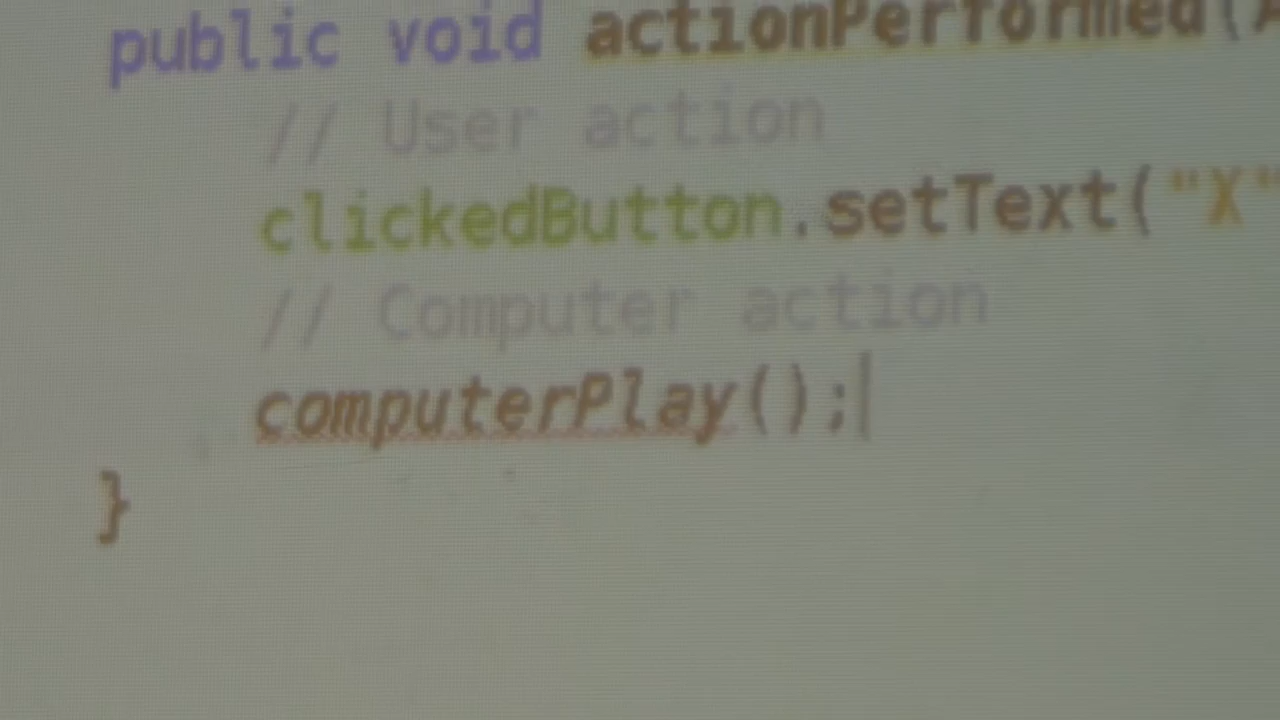 public void actionPerformed(A
// User action
clickedButton.setText("X"
// Computer action
computerPlay();
}